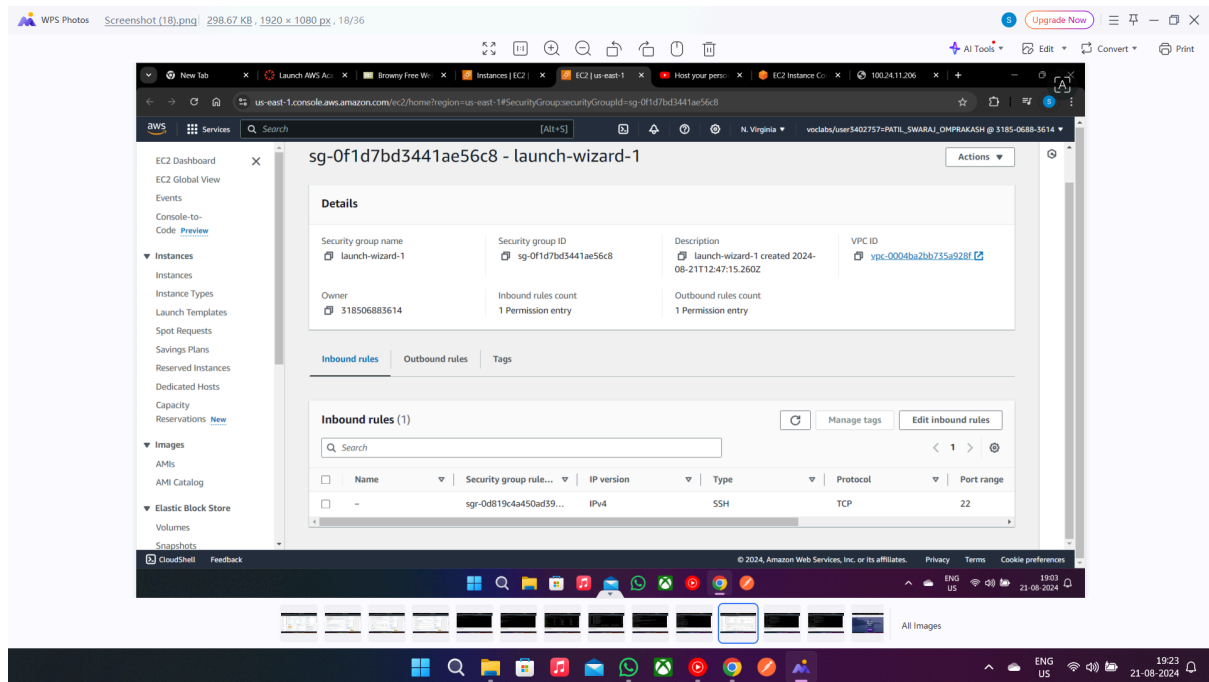 WPS Photos Screenshot (18).png 298.67 KB , 1920 × 1080 px , 18/36 S Upgrade Now
1:1 AI Tools Edit Convert Print
New Tab Launch AWS Aca Browny Free We Instances | EC2 | EC2 | us-east-1 Host your perso EC2 Instance Co 100.24.11.206
us-east-1.console.aws.amazon.com/ec2/home?region=us-east-1#SecurityGroup:securityGroupId=sg-0f1d7bd3441ae56c8 S
aws Services Search [Alt+S] N. Virginia voclabs/user3402757=PATIL_SWARAJ_OMPRAKASH @ 3185-0688-3614
EC2 Dashboard
EC2 Global View
Events
Console-to-
Code Preview
Instances
Instances
Instance Types
Launch Templates
Spot Requests
Savings Plans
Reserved Instances
Dedicated Hosts
Capacity
Reservations New
Images
AMIs
AMI Catalog
Elastic Block Store
Volumes
Snapshots
sg-0f1d7bd3441ae56c8 - launch-wizard-1 Actions
Details
Security group name Security group ID Description VPC ID
launch-wizard-1 sg-0f1d7bd3441ae56c8 launch-wizard-1 created 2024- vpc-0004ba2bb735a928f
08-21T12:47:15.260Z
Owner Inbound rules count Outbound rules count
318506883614 1 Permission entry 1 Permission entry
Inbound rules Outbound rules Tags
Inbound rules (1) Manage tags Edit inbound rules
Search 1
Name Security group rule... IP version Type Protocol Port range
– sgr-0d819c4a450ad39... IPv4 SSH TCP 22
CloudShell Feedback © 2024, Amazon Web Services, Inc. or its affiliates. Privacy Terms Cookie preferences
ENG 19:03
US 21-08-2024
All Images
ENG 19:23
US 21-08-2024